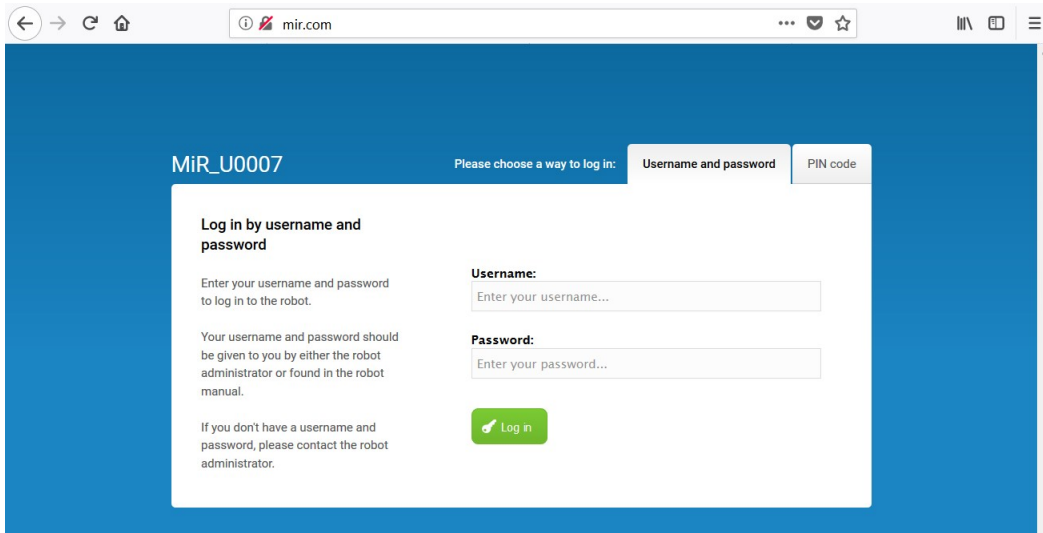 mir.com
MiR_U0007
Please choose a way to log in:
Username and password
PIN code
Log in by username and
password
Enter your username and password
to log in to the robot.
Your username and password should
be given to you by either the robot
administrator or found in the robot
manual.
If you don't have a username and
password, please contact the robot
administrator.
Username:
Enter your username...
Password:
Enter your password...
Log in